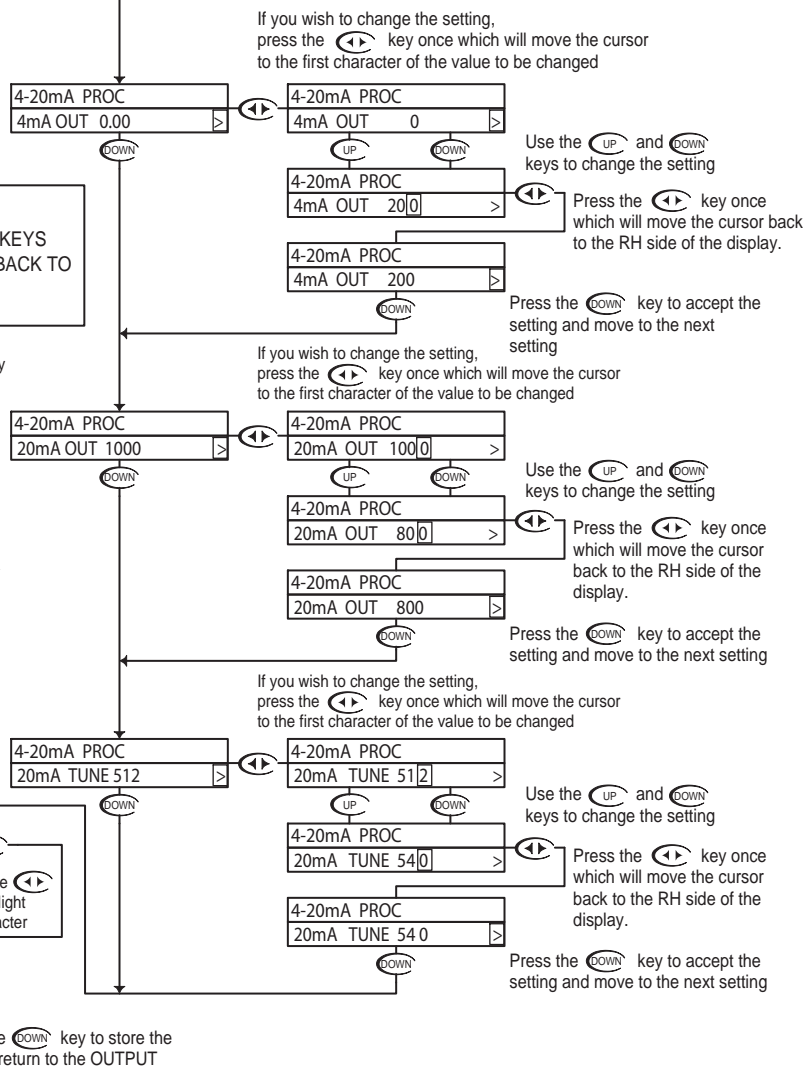 If you wish to change the setting,
press the key once which will move the cursor
to the first character of the value to be changed
4-20mA PROC
4mA OUT 0.00 >
DOWN
4-20mA PROC
4mA OUT 0 >
UP DOWN
Use the UP and DOWN
keys to change the setting
4-20mA PROC
4mA OUT 200 >
Press the key once
which will move the cursor back
to the RH side of the display.
KEYS
BACK TO
4-20mA PROC
4mA OUT 200 >
DOWN
Press the DOWN key to accept the
setting and move to the next
setting
y
If you wish to change the setting,
press the key once which will move the cursor
to the first character of the value to be changed
4-20mA PROC
20mA OUT 1000 >
DOWN
4-20mA PROC
20mA OUT 1000 >
UP DOWN
Use the UP and DOWN
keys to change the setting
4-20mA PROC
20mA OUT 800 >
Press the key once
which will move the cursor
back to the RH side of the
display.
4-20mA PROC
20mA OUT 800 >
DOWN
Press the DOWN key to accept the
setting and move to the next setting
If you wish to change the setting,
press the key once which will move the cursor
to the first character of the value to be changed
4-20mA PROC
20mA TUNE 512 >
DOWN
4-20mA PROC
20mA TUNE 512 >
UP DOWN
Use the UP and DOWN
keys to change the setting
4-20mA PROC
20mA TUNE 540 >
Press the key once
which will move the cursor
back to the RH side of the
display.
e
light
acter
4-20mA PROC
20mA TUNE 54 0 >
DOWN
Press the DOWN key to accept the
setting and move to the next setting
e DOWN key to store the
return to the OUTPUT